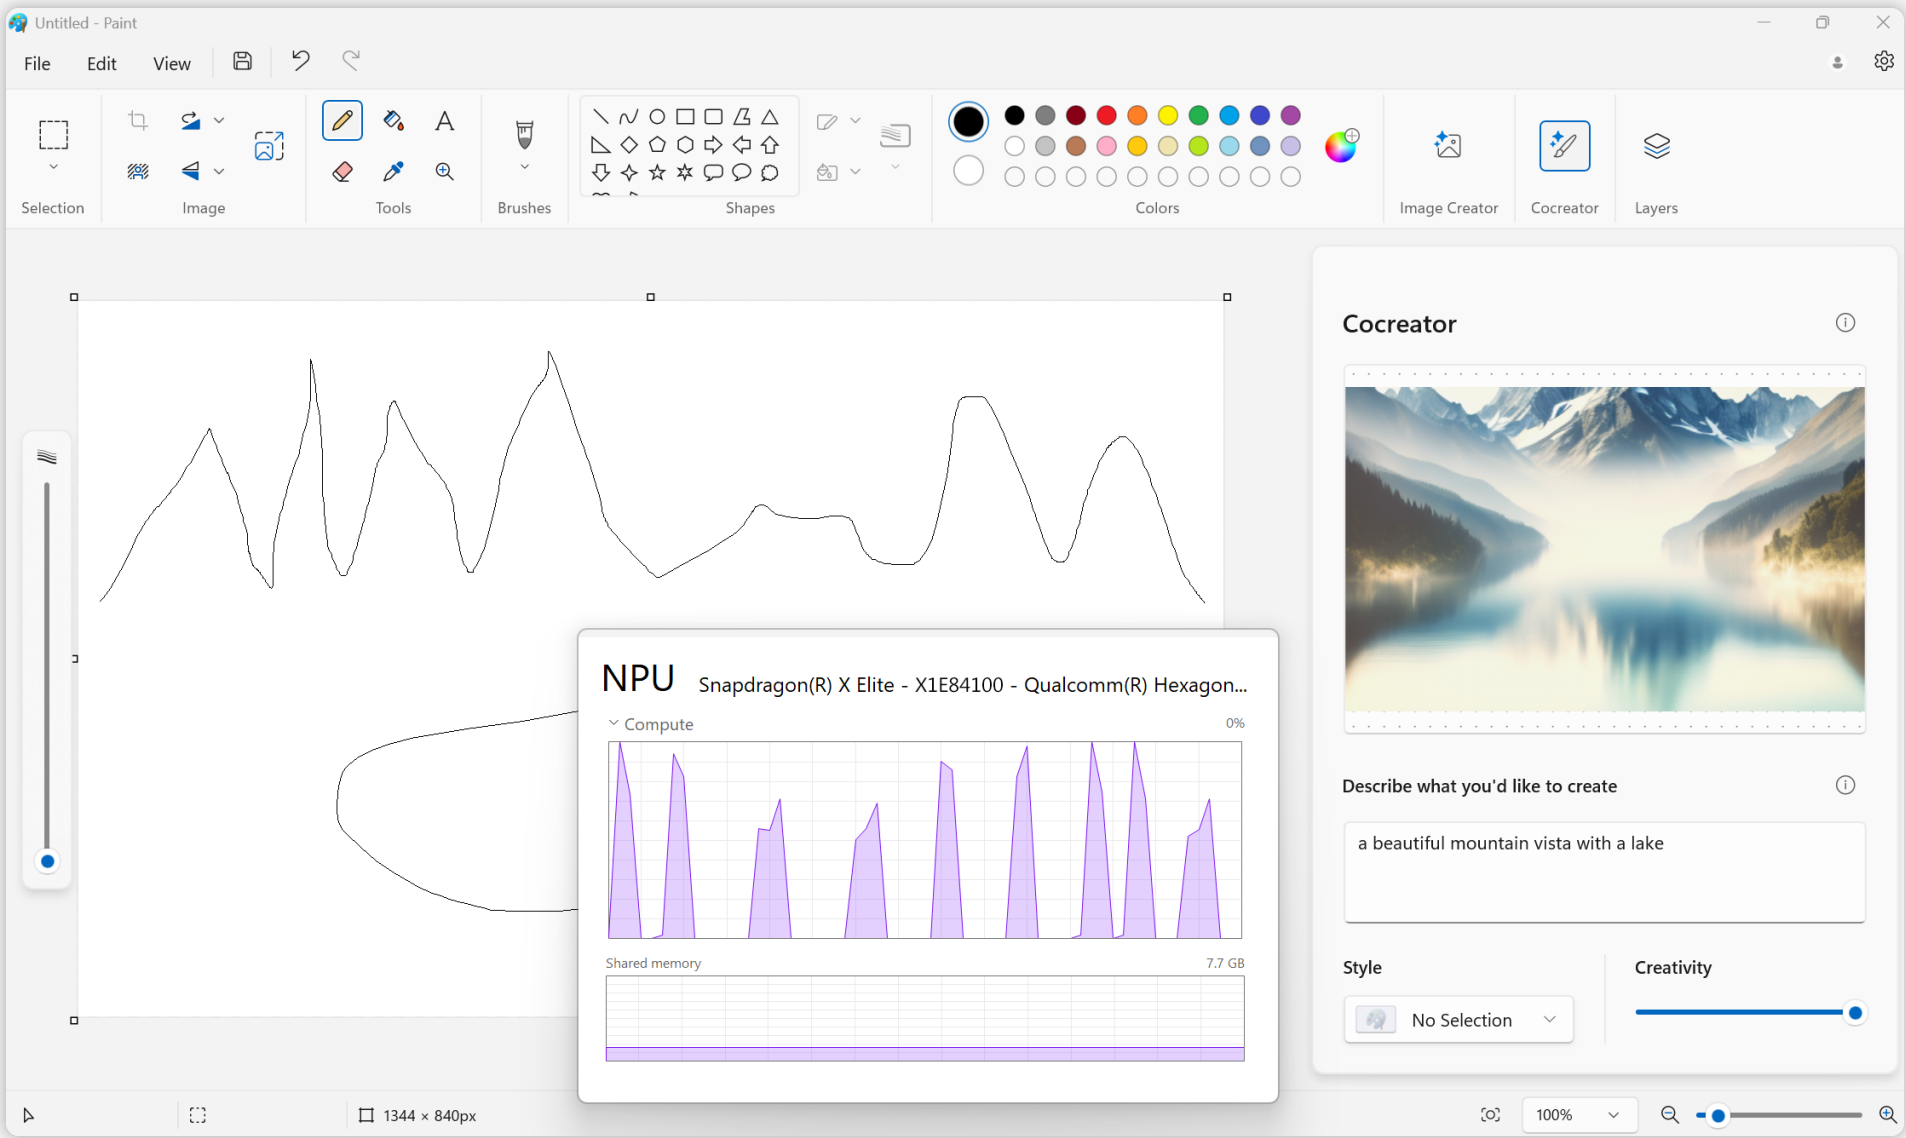 Untitled - Paint
File Edit View
Selection Image Tools Brushes Shapes Colors Image Creator Cocreator Layers
Cocreator
Describe what you'd like to create
a beautiful mountain vista with a lake
Style Creativity
No Selection
NPU Snapdragon(R) X Elite - X1E84100 - Qualcomm(R) Hexagon...
Compute 0%
Shared memory 7.7 GB
1344 × 840px 100%